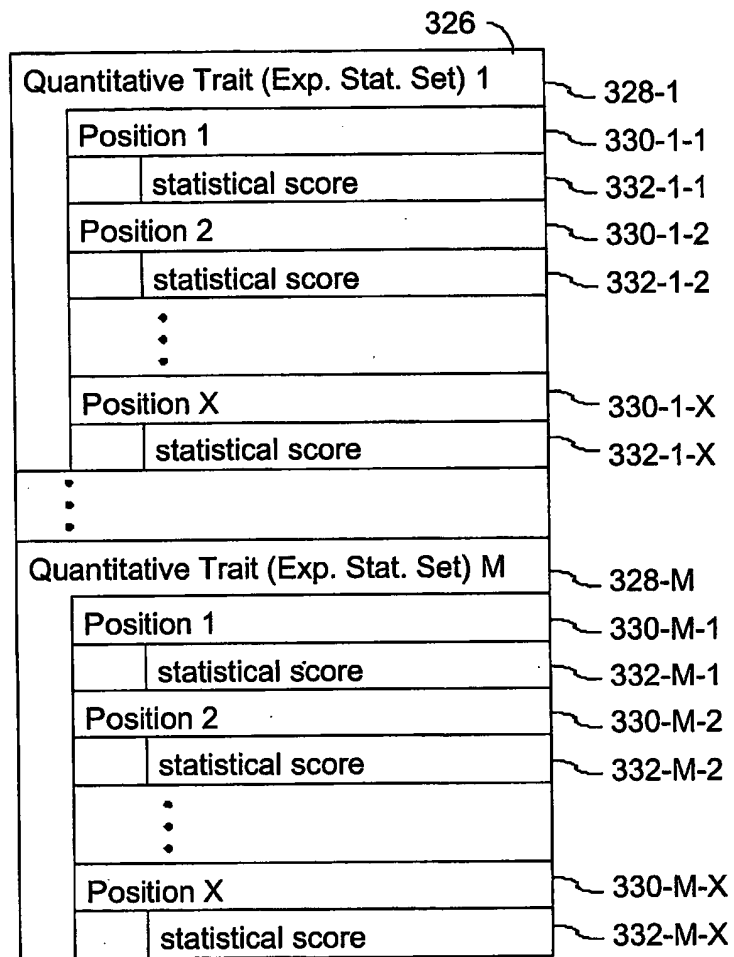 326
Quantitative Trait (Exp. Stat. Set) 1
328-1
Position 1
330-1-1
statistical score
332-1-1
Position 2
330-1-2
statistical score
332-1-2
Position X
330-1-X
statistical score
332-1-X
Quantitative Trait (Exp. Stat. Set) M
328-M
Position 1
330-M-1
statistical score
332-M-1
Position 2
330-M-2
statistical score
332-M-2
Position X
330-M-X
statistical score
332-M-X